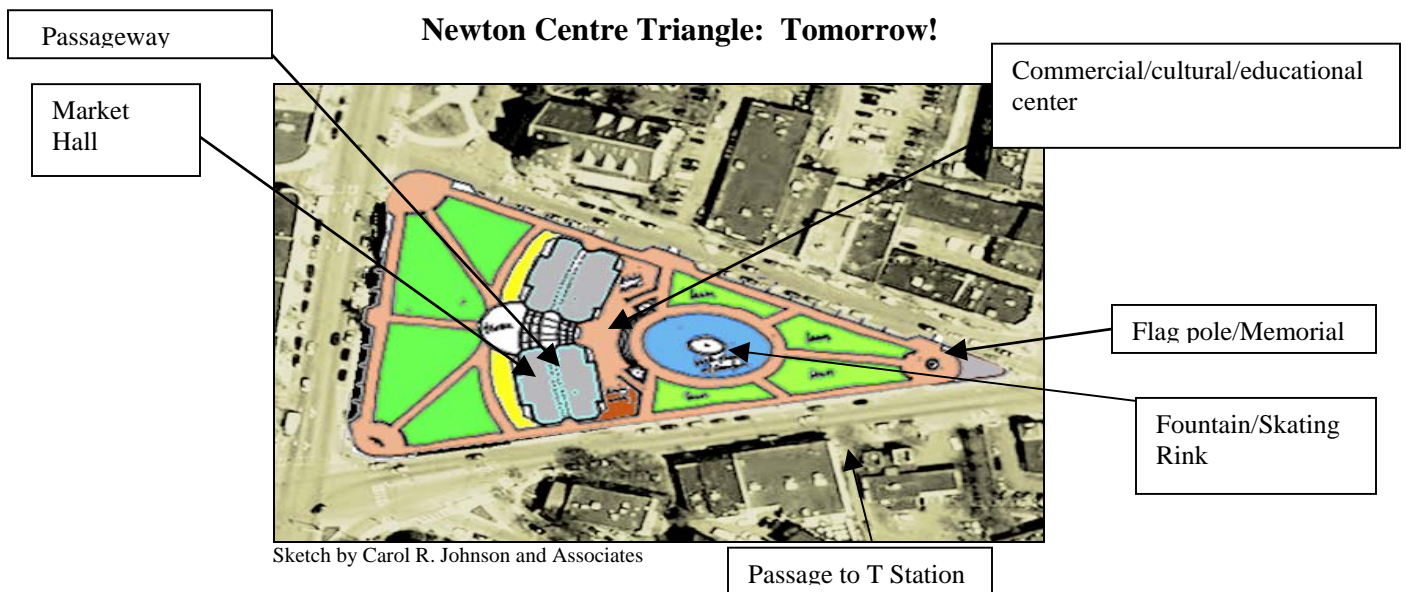 Newton Centre Triangle: Tomorrow!
Passageway
Market
Hall
Commercial/cultural/educational
center
Flag pole/Memorial
Fountain/Skating
Rink
Sketch by Carol R. Johnson and Associates
Passage to T Station